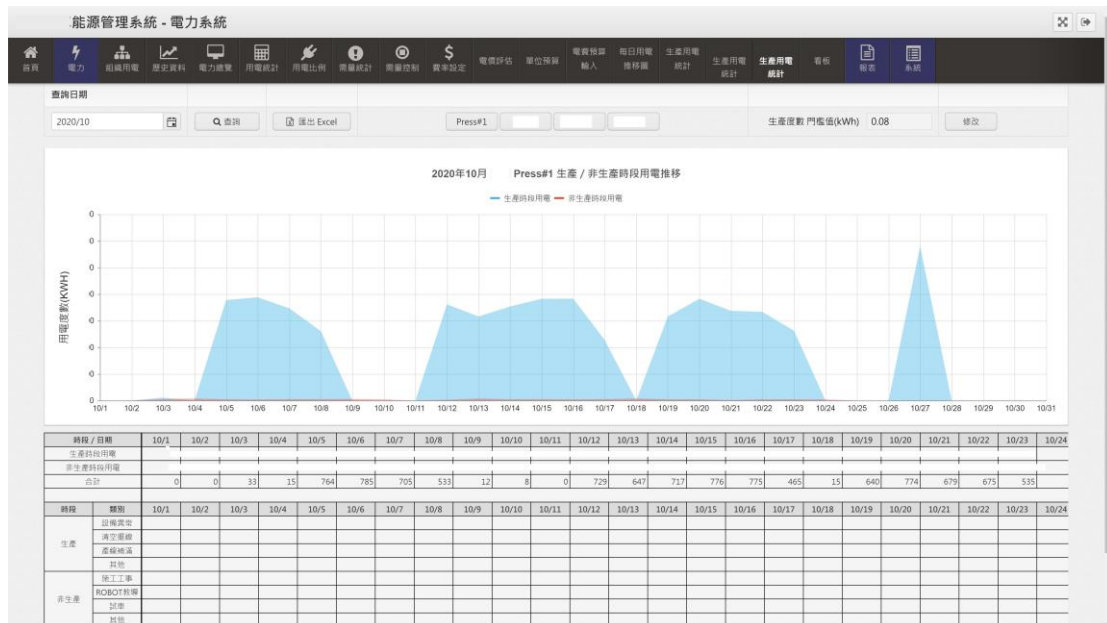 能源管理系統 - 電力系統
首頁 電力 組織用電 歷史資料 電力總覽 用電統計 用電比例 需量統計 需量控制 費率設定 電價評估 單位預算 電費預算輸入 每日用電推移圖 生產用電統計 生產用電統計 生產用電統計 看板 報表 系統
查詢日期
2020/10 查詢 匯出 Excel Press#1 生產度數 門檻值(kWh) 0.08 修改
2020年10月 Press#1 生產 / 非生產時段用電推移
生產時段用電 非生產時段用電
用電度數(KWH)
0
0
0
0
0
0
0
0
10/1 10/2 10/3 10/4 10/5 10/6 10/7 10/8 10/9 10/10 10/11 10/12 10/13 10/14 10/15 10/16 10/17 10/18 10/19 10/20 10/21 10/22 10/23 10/24 10/25 10/26 10/27 10/28 10/29 10/30 10/31
時段 / 日期 10/1 10/2 10/3 10/4 10/5 10/6 10/7 10/8 10/9 10/10 10/11 10/12 10/13 10/14 10/15 10/16 10/17 10/18 10/19 10/20 10/21 10/22 10/23 10/24
生產時段用電
非生產時段用電
合計 0 0 33 15 764 785 705 533 12 8 0 729 647 717 776 775 465 15 640 774 679 675 535
時段 類別 10/1 10/2 10/3 10/4 10/5 10/6 10/7 10/8 10/9 10/10 10/11 10/12 10/13 10/14 10/15 10/16 10/17 10/18 10/19 10/20 10/21 10/22 10/23 10/24
生產
設備異常
清空重線
產線補滿
其他
非生產
施工工事
ROBOT教導
試車
其他